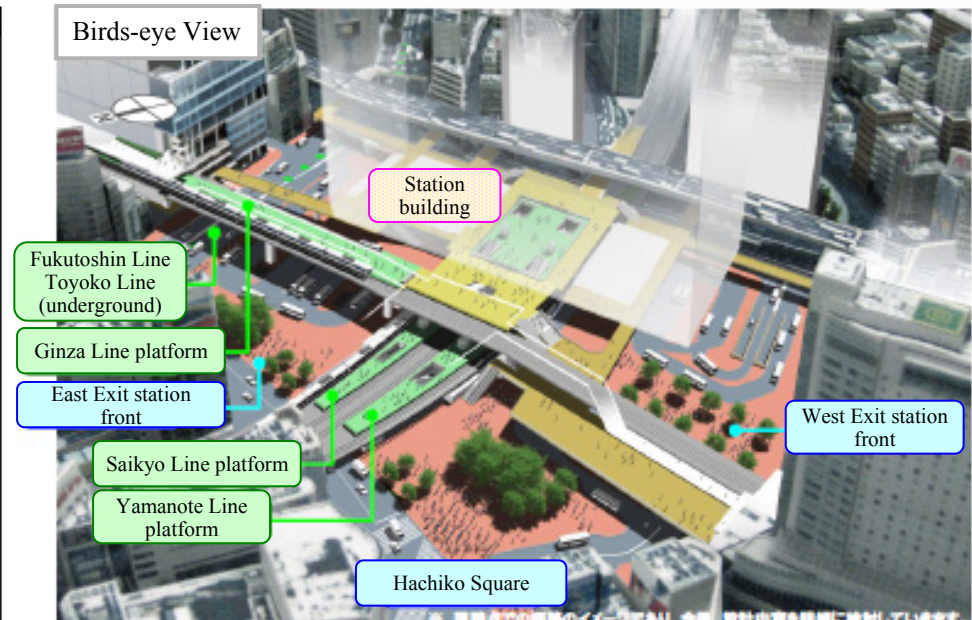 Birds-eye View
Station
building
Fukutoshin Line
Toyoko Line
(underground)
Ginza Line platform
East Exit station
front
West Exit station
front
Saikyo Line platform
Yamanote Line
platform
Hachiko Square